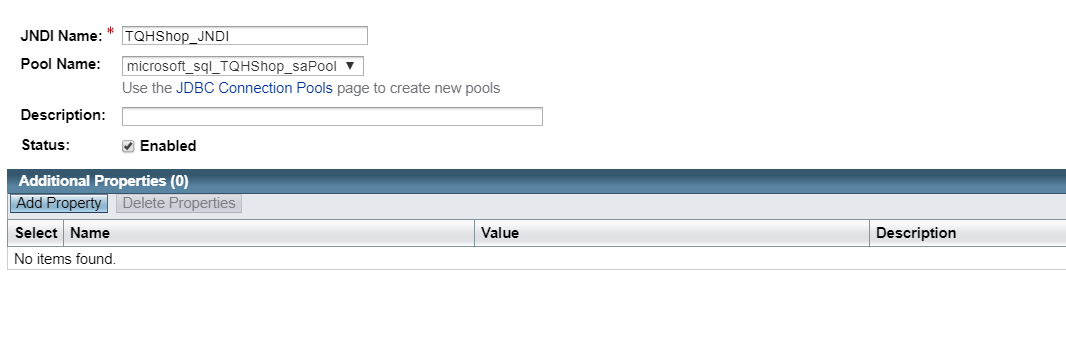 JNDI Name: * TQHShop_JNDI
Pool Name: microsoft_sql_TQHShop_saPool ▼
Use the JDBC Connection Pools page to create new pools
Description:
Status: Enabled
Additional Properties (0)
Add Property Delete Properties
Select Name Value Description
No items found.